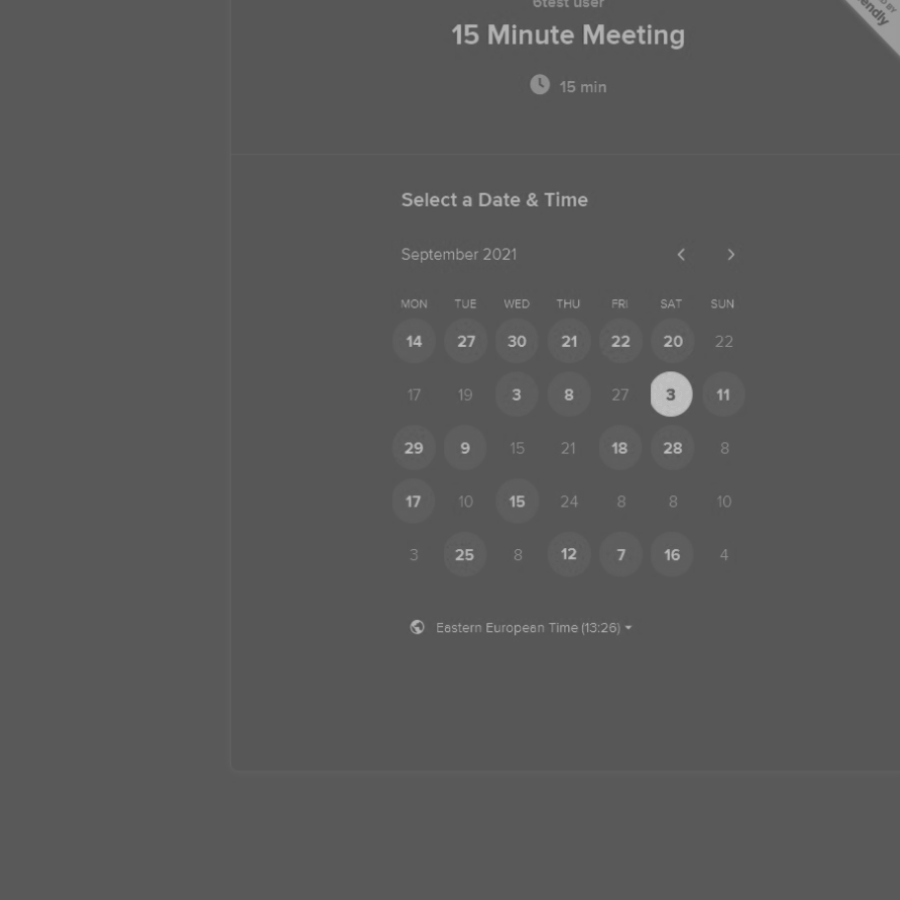 6test user
15 Minute Meeting
15 min
Select a Date & Time
September 2021
MON TUE WED THU FRI SAT SUN
14 27 30 21 22 20 22
17 19 3 8 27 3 11
29 9 15 21 18 28 8
17 10 15 24 8 8 10
3 25 8 12 7 16 4
Eastern European Time (13:26)